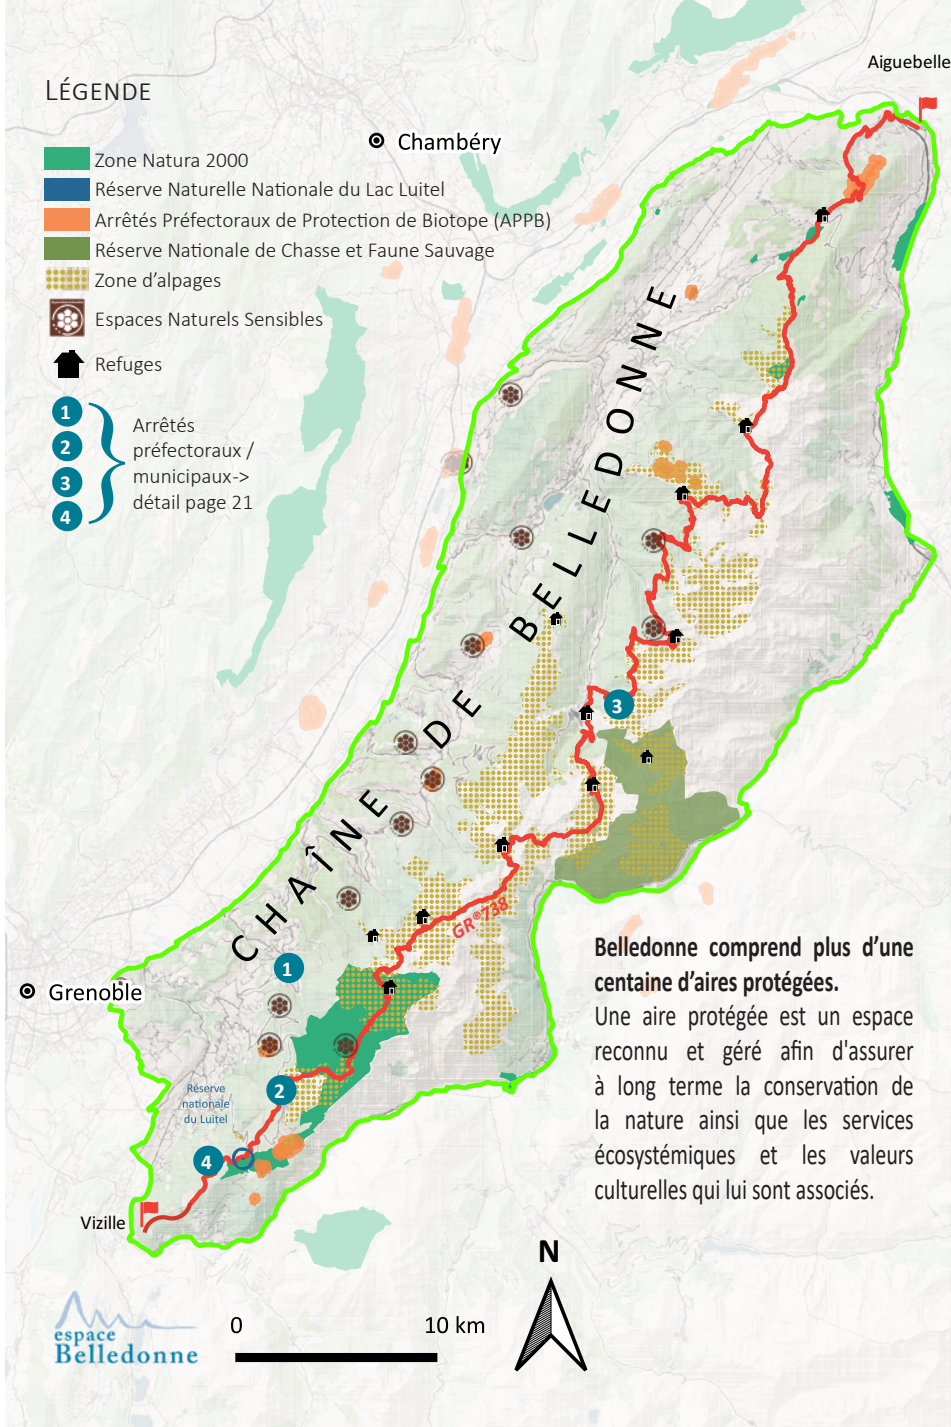 Aiguebelle
LÉGENDE
Chambéry
Zone Natura 2000
Réserve Naturelle Nationale du Lac Luitel
Arrêtés Préfectoraux de Protection de Biotope (APPB)
Réserve Nationale de Chasse et Faune Sauvage
Zone d'alpages
Espaces Naturels Sensibles
Refuges
1
2
3
4
Arrêtés
préfectoraux /
municipaux->
détail page 21
CHAÎNE DE BELLEDONNE
3
GR®738
1
Grenoble
2
Réserve
nationale
du Luitel
4
Vizille
Belledonne comprend plus d'une
centaine d'aires protégées.
Une aire protégée est un espace
reconnu et géré afin d'assurer
à long terme la conservation de
la nature ainsi que les services
écosystémiques et les valeurs
culturelles qui lui sont associés.
N
espace
Belledonne
0 10 km